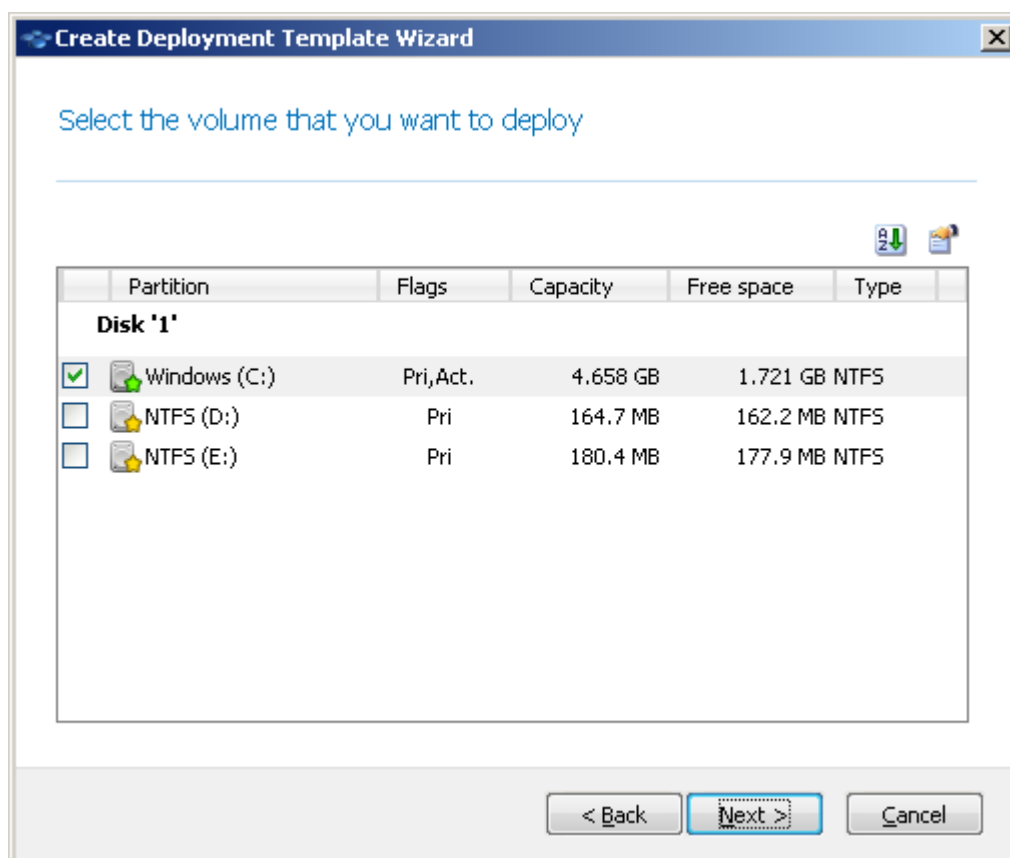 Create Deployment Template Wizard
Select the volume that you want to deploy
Partition Flags Capacity Free space Type
Disk '1'
Windows (C:) Pri,Act. 4.658 GB 1.721 GB NTFS
NTFS (D:) Pri 164.7 MB 162.2 MB NTFS
NTFS (E:) Pri 180.4 MB 177.9 MB NTFS
< Back Next > Cancel